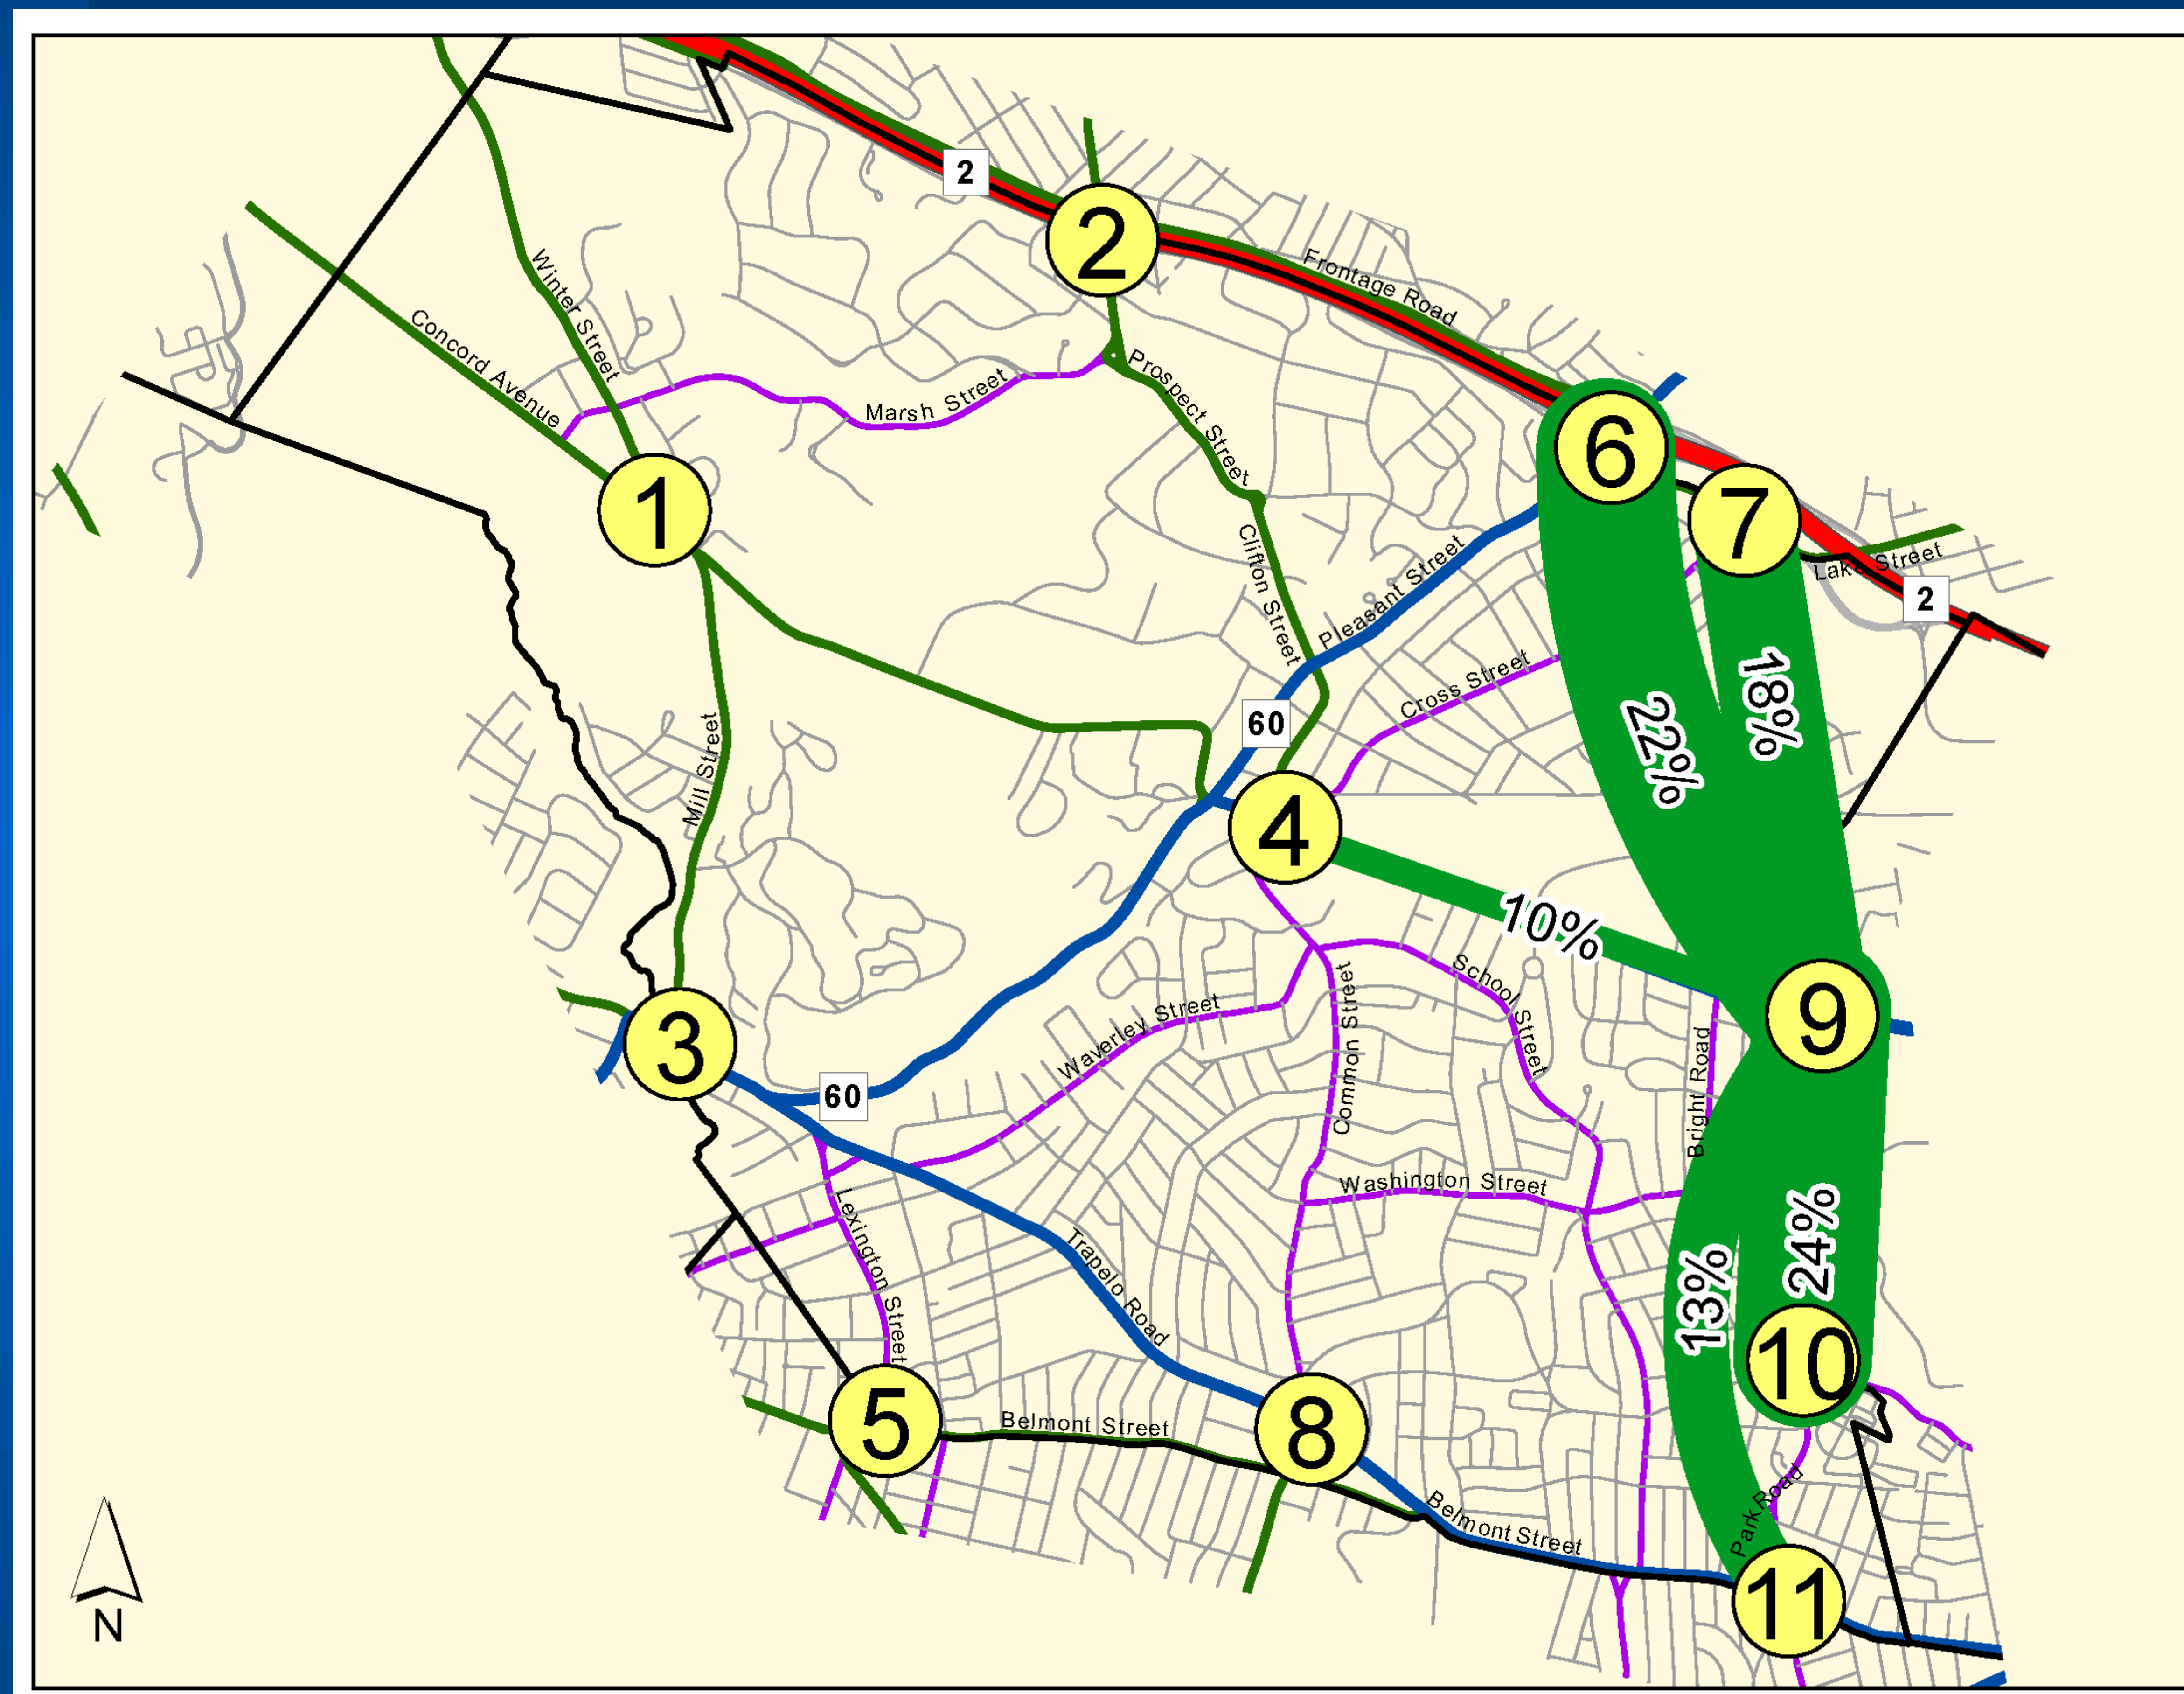 2
2
Frontage Road
Winter Street
Concord Avenue
Marsh Street
Prospect Street
6
1
7
Clifton Street
Pleasant Street
Lake Street
2
Cross Street
60
18%
22%
Mill Street
4
10%
School Street
Common Street
Waverley Street
9
3
Bright Road
60
Washington Street
Lexington Street
Trapelo Road
24%
13%
10
5
Belmont Street
8
Park Road
Belmont Street
11
N